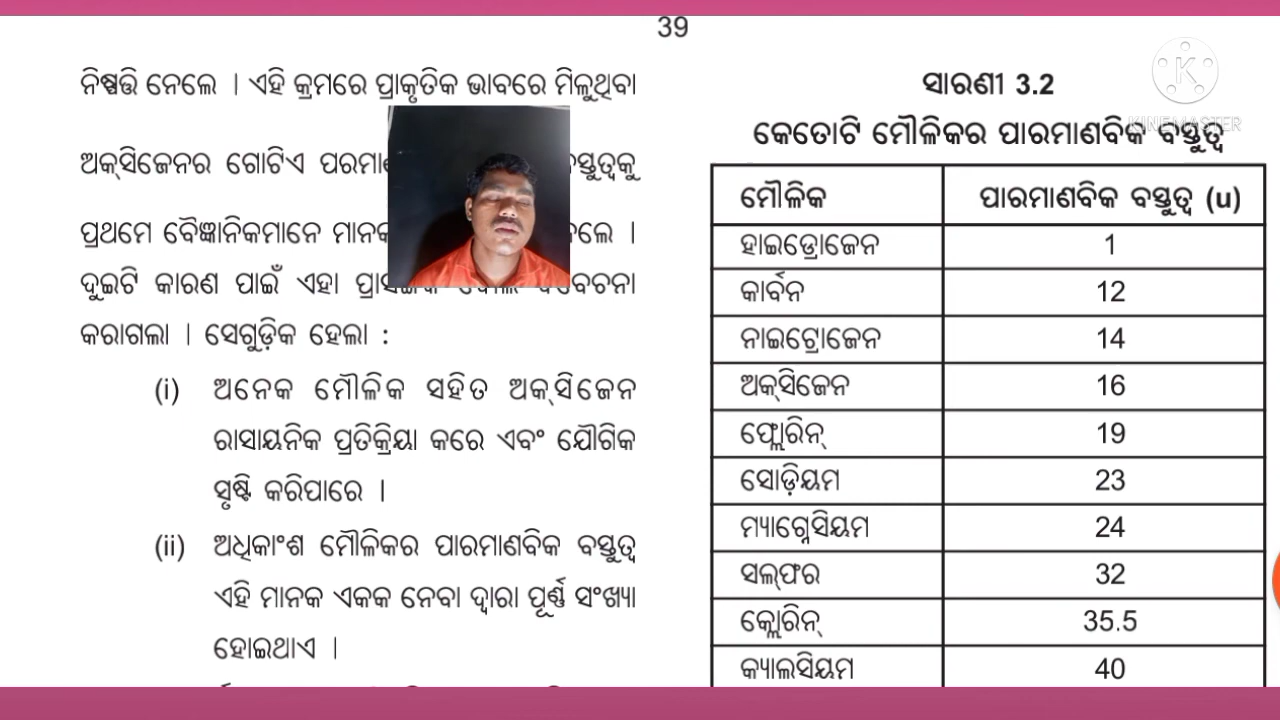 39
ନିଷ୍ପତ୍ତି ନେଲେ । ଏହି କ୍ରମରେ ପ୍ରାକୃତିକ ଭାବରେ ମିଳୁଥିବା
ଅକ୍‌ସିଜେନର ଗୋଟିଏ
ପ୍ରଥମେ ବୈଜ୍ଞାନିକମାନେ
ଦୁଇଟି କାରଣ ପାଇଁ ଏହା
କରାଗଲା । ସେଗୁଡ଼ିକ ହେଲା :
(i) ଅନେକ ମୌଳିକ ସହିତ ଅକ୍‌ସିଜେନ
ରାସାୟନିକ ପ୍ରତିକ୍ରିୟା କରେ ଏବଂ ଯୌଗିକ
ସୃଷ୍ଟି କରିପାରେ ।
(ii) ଅଧିକାଂଶ ମୌଳିକର ପାରମାଣବିକ ବସ୍ତୁତ୍ୱ
ଏହି ମାନକ ଏକକ ନେବା ଦ୍ୱାରା ପୂର୍ଣ୍ଣ ସଂଖ୍ୟା
ହୋଇଥାଏ ।
ସାରଣୀ 3.2
କେତୋଟି ମୌଳିକର ପାରମାଣବିକ ବସ୍ତୁତ୍ୱ
ମୌଳିକ ପାରମାଣବିକ ବସ୍ତୁତ୍ୱ (u)
ହାଇଡ୍ରୋଜେନ 1
କାର୍ବନ 12
ନାଇଟ୍ରୋଜେନ 14
ଅକ୍‌ସିଜେନ 16
ଫ୍ଲୋରିନ୍ 19
ସୋଡ଼ିୟମ 23
ମ୍ୟାଗ୍ନେସିୟମ 24
ସଲ୍‌ଫର 32
କ୍ଲୋରିନ୍ 35.5
କ୍ୟାଲସିୟମ 40
K
KINEMASTER